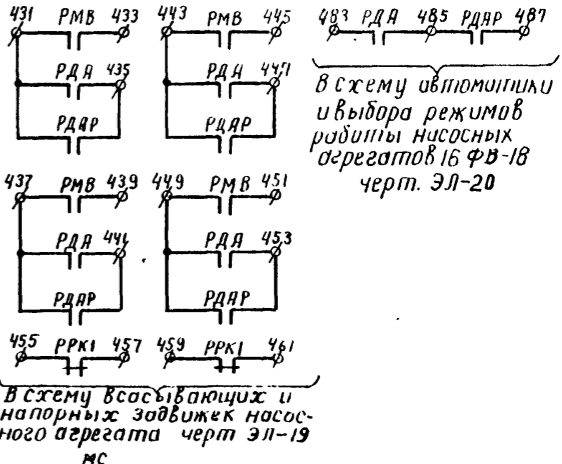 431 РМВ 433
443 РМВ 445
483 РДА 485 РДАР 487
РДА 435
РДА 447
РДАР
РДАР
В схему автоматики
и выбора режимов
работы насосных
агрегатов 16 ФВ-18
черт. ЭЛ-20
437 РМВ 439
449 РМВ 451
РДА 441
РДА 453
РДАР
РДАР
455 РРК1 457
459 РРК1 461
В схему всасывающих и
напорных задвижек насос-
ного агрегата черт ЭЛ-19
мс